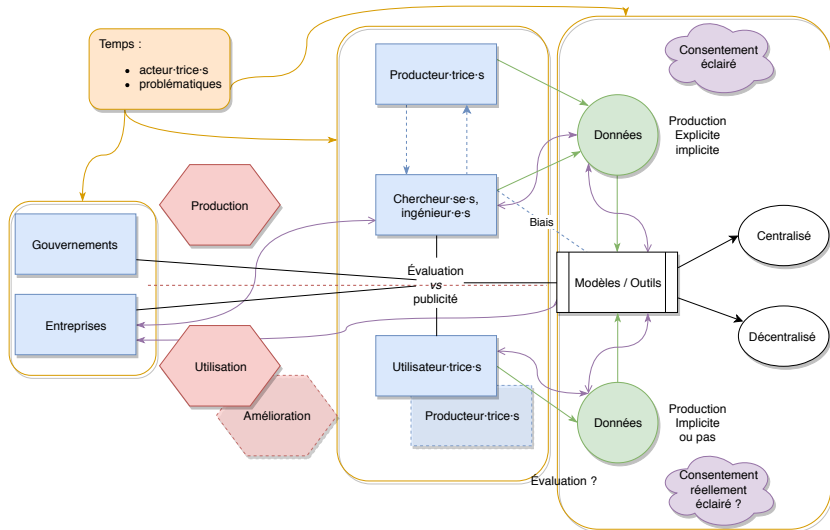 Temps :
• acteur·trice·s
• problématiques
Producteur·trice·s
Consentement
éclairé
Données
Production
Explicite
implicite
Production
Chercheur·se·s,
ingénieur·e·s
Biais
Gouvernements
Entreprises
Évaluation
vs
publicité
Modèles / Outils
Centralisé
Décentralisé
Utilisation
Amélioration
Utilisateur·trice·s
Producteur·trice·s
Données
Production
Implicite
ou pas
Évaluation ?
Consentement
réellement
éclairé ?